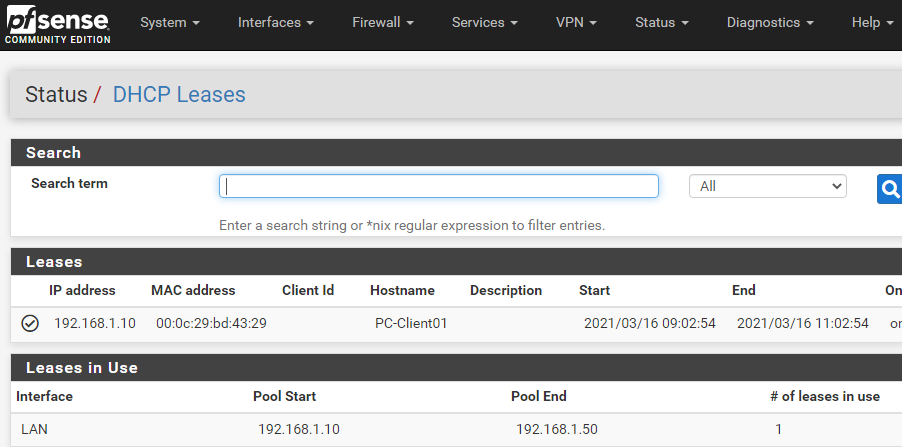 pfsense
COMMUNITY EDITION
System Interfaces Firewall Services VPN Status Diagnostics Help
Status / DHCP Leases
Search
Search term All
Enter a search string or *nix regular expression to filter entries.
Leases
IP address MAC address Client Id Hostname Description Start End On
192.168.1.10 00:0c:29:bd:43:29 PC-Client01 2021/03/16 09:02:54 2021/03/16 11:02:54 on
Leases in Use
Interface Pool Start Pool End # of leases in use
LAN 192.168.1.10 192.168.1.50 1